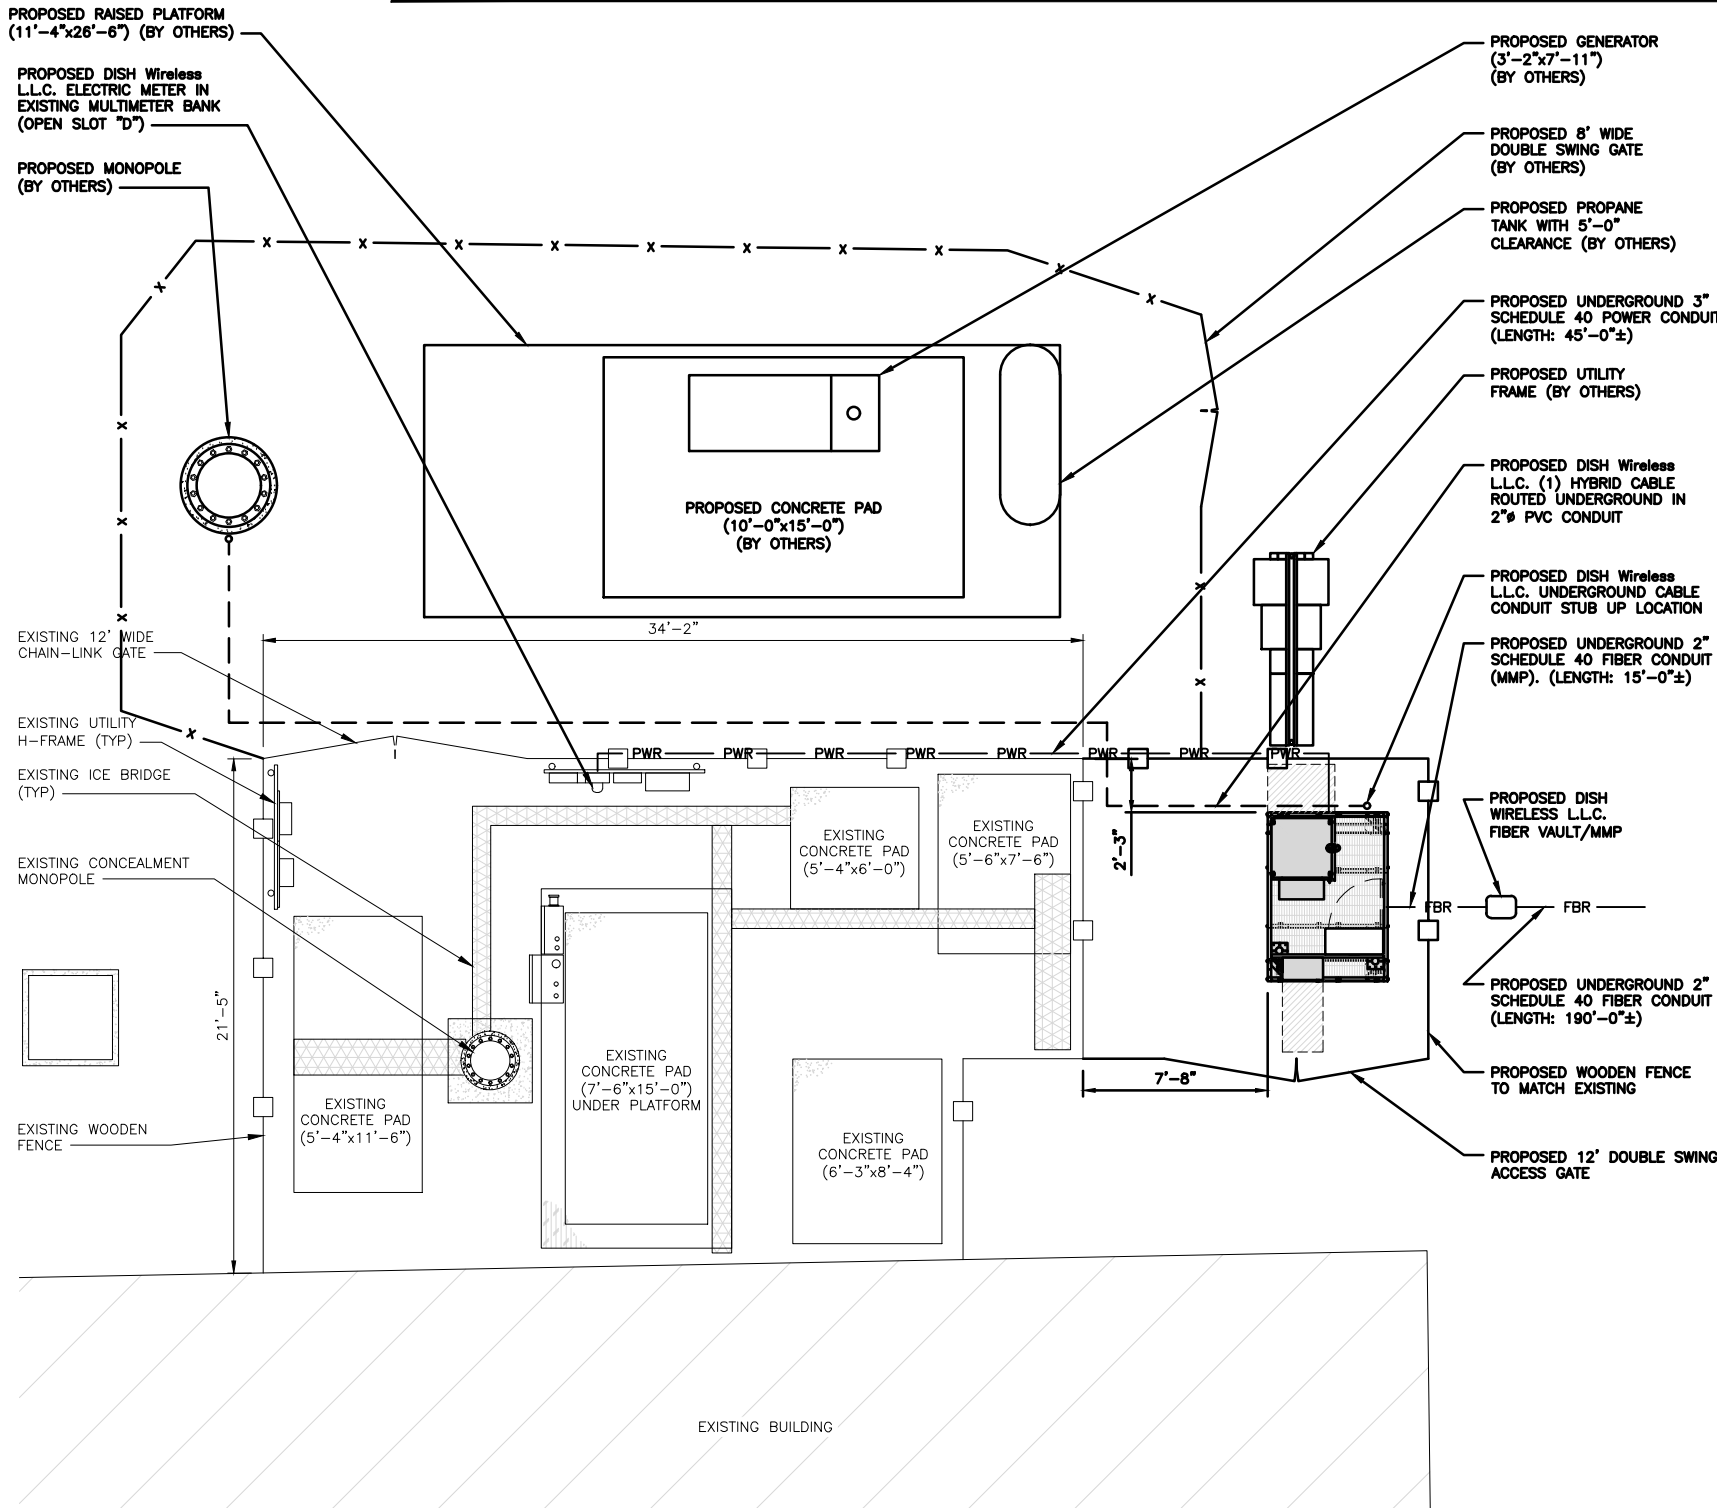 PROPOSED RAISED PLATFORM
(11'-4"x26'-6") (BY OTHERS)
PROPOSED DISH Wireless
L.L.C. ELECTRIC METER IN
EXISTING MULTIMETER BANK
(OPEN SLOT "D")
PROPOSED MONOPOLE
(BY OTHERS)
EXISTING 12' WIDE
CHAIN-LINK GATE
EXISTING UTILITY
H-FRAME (TYP)
EXISTING ICE BRIDGE
(TYP)
EXISTING CONCEALMENT
MONOPOLE
EXISTING WOODEN
FENCE
X X X X X X X X
X
X
X
X
X
X
X
X
X
X
PROPOSED CONCRETE PAD
(10'-0"x15'-0")
(BY OTHERS)
34'-2"
PWR PWR PWR PWR PWR PWR PWR PWR
21'-5"
2'-3"
7'-8"
EXISTING
CONCRETE PAD
(5'-4"x6'-0")
EXISTING
CONCRETE PAD
(5'-6"x7'-6")
EXISTING
CONCRETE PAD
(5'-4"x11'-6")
EXISTING
CONCRETE PAD
(7'-6"x15'-0")
UNDER PLATFORM
EXISTING
CONCRETE PAD
(6'-3"x8'-4")
FBR FBR
EXISTING BUILDING
PROPOSED GENERATOR
(3'-2"x7'-11")
(BY OTHERS)
PROPOSED 8' WIDE
DOUBLE SWING GATE
(BY OTHERS)
PROPOSED PROPANE
TANK WITH 5'-0"
CLEARANCE (BY OTHERS)
PROPOSED UNDERGROUND 3"
SCHEDULE 40 POWER CONDUIT
(LENGTH: 45'-0"±)
PROPOSED UTILITY
FRAME (BY OTHERS)
PROPOSED DISH Wireless
L.L.C. (1) HYBRID CABLE
ROUTED UNDERGROUND IN
2"ø PVC CONDUIT
PROPOSED DISH Wireless
L.L.C. UNDERGROUND CABLE
CONDUIT STUB UP LOCATION
PROPOSED UNDERGROUND 2"
SCHEDULE 40 FIBER CONDUIT
(MMP). (LENGTH: 15'-0"±)
PROPOSED DISH
WIRELESS L.L.C.
FIBER VAULT/MMP
PROPOSED UNDERGROUND 2"
SCHEDULE 40 FIBER CONDUIT
(LENGTH: 190'-0"±)
PROPOSED WOODEN FENCE
TO MATCH EXISTING
PROPOSED 12' DOUBLE SWING
ACCESS GATE